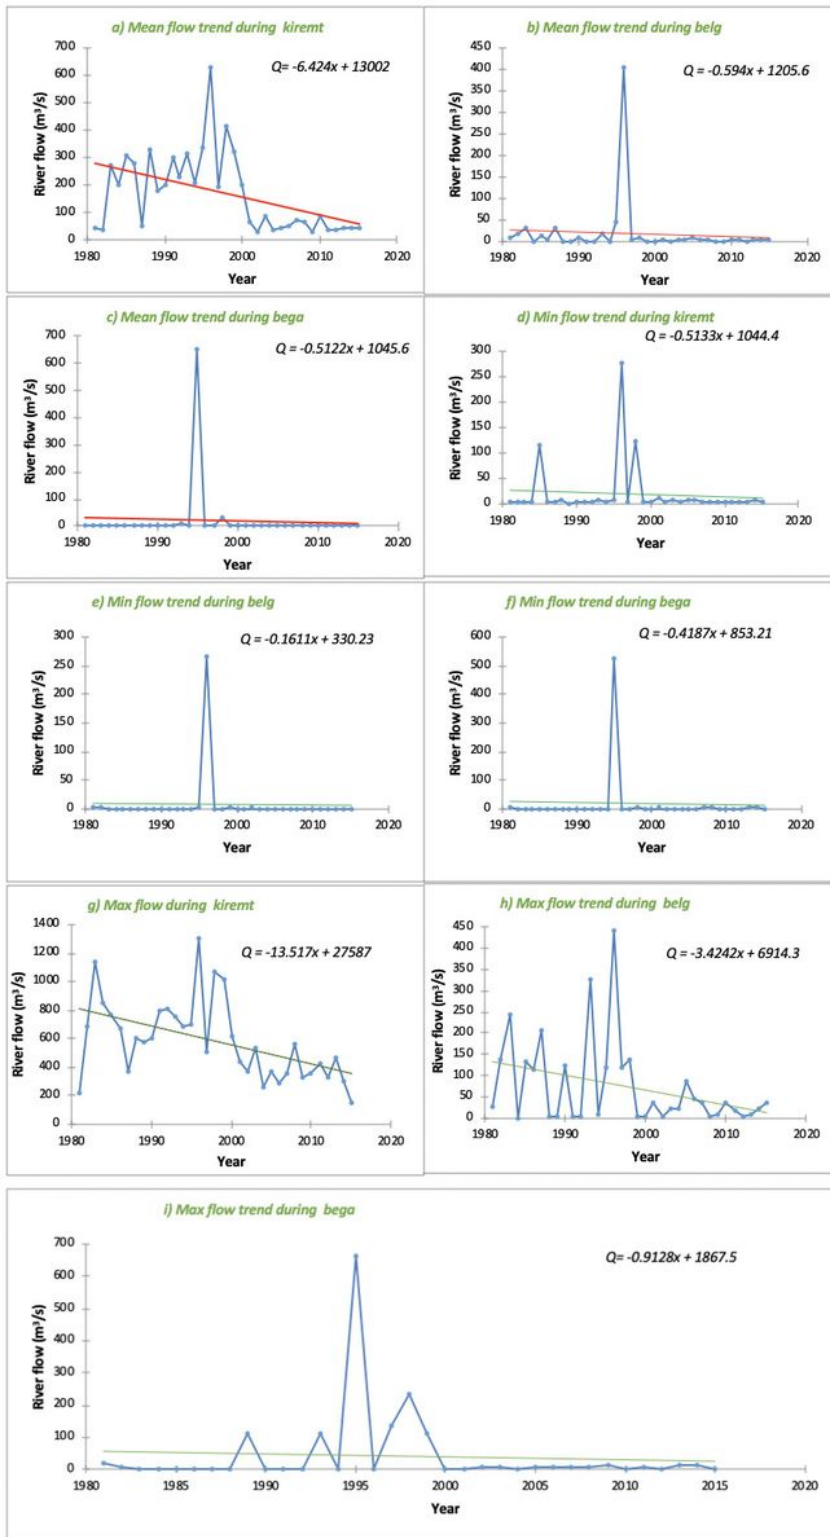 a) Mean flow trend during kiremt
Q= -6.424x + 13002
River flow (m³/s)
700
600
500
400
300
200
100
0
1980 1990 2000 2010 2020
Year
b) Mean flow trend during belg
Q = -0.594x + 1205.6
River flow (m³/s)
450
400
350
300
250
200
150
100
50
0
1980 1990 2000 2010 2020
Year
c) Mean flow trend during bega
Q = -0.5122x + 1045.6
River flow (m³/s)
700
600
500
400
300
200
100
0
1980 1990 2000 2010 2020
Year
d) Min flow trend during kiremt
Q = -0.5133x + 1044.4
River flow (m³/s)
300
250
200
150
100
50
0
1980 1990 2000 2010 2020
Year
e) Min flow trend during belg
Q = -0.1611x + 330.23
River flow (m³/s)
300
250
200
150
100
50
0
1980 1990 2000 2010 2020
Year
f) Min flow trend during bega
Q = -0.4187x + 853.21
River flow (m³/s)
600
500
400
300
200
100
0
1980 1990 2000 2010 2020
Year
g) Max flow during kiremt
Q = -13.517x + 27587
River flow (m³/s)
1400
1200
1000
800
600
400
200
0
1980 1990 2000 2010 2020
Year
h) Max flow trend during belg
Q = -3.4242x + 6914.3
River flow (m³/s)
450
400
350
300
250
200
150
100
50
0
1980 1990 2000 2010 2020
Year
i) Max flow trend during bega
Q= -0.9128x + 1867.5
River flow (m³/s)
700
600
500
400
300
200
100
0
1980 1985 1990 1995 2000 2005 2010 2015 2020
Year